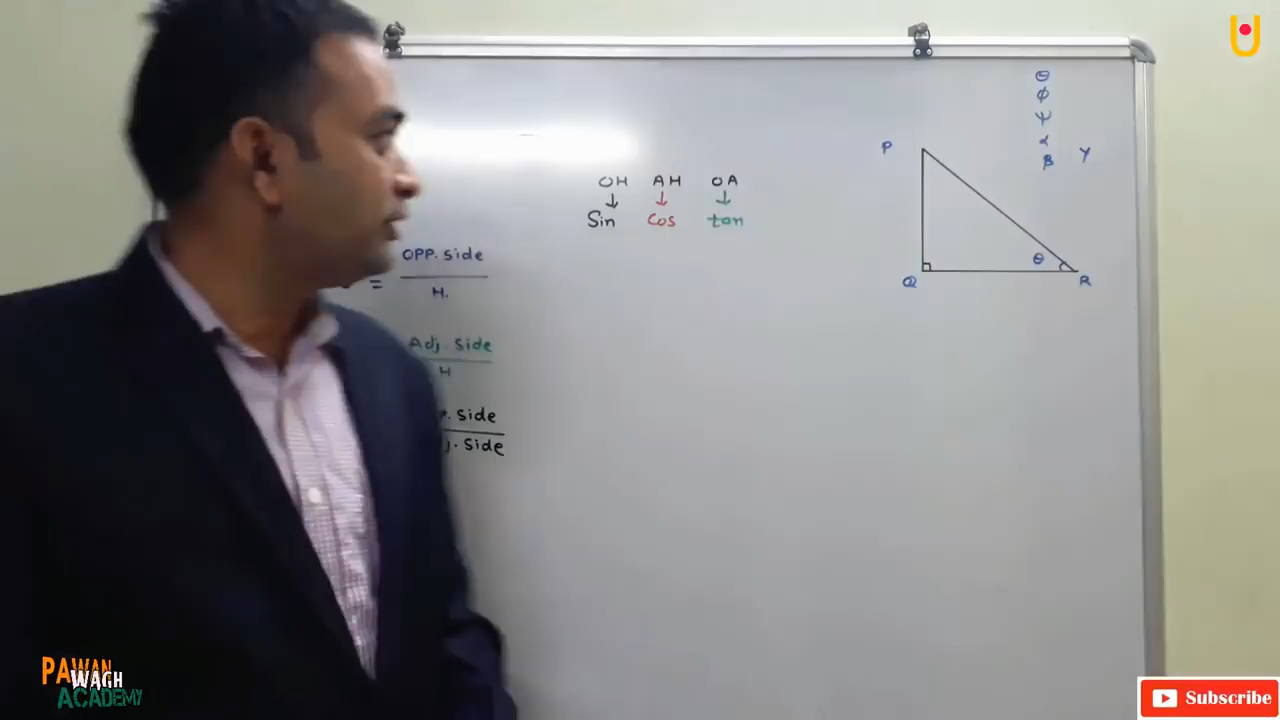 OH AH OA
↓ ↓ ↓
Sin cos tan
= OPP. Side
H.
Adj. Side
H
P. Side
j. Side
θ
ϕ
ψ
α
β γ
P
θ
Q R
PAWAN
WAGH
ACADEMY
Subscribe